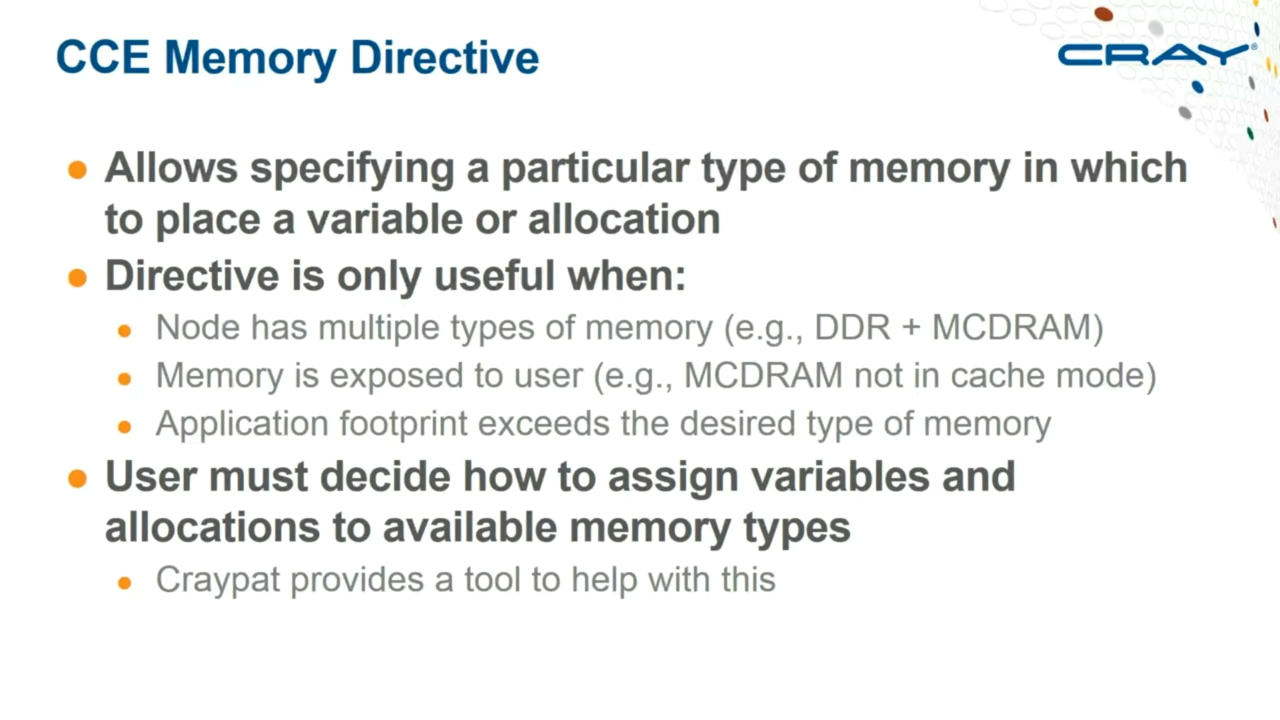 CCE Memory Directive
CRAY®
● Allows specifying a particular type of memory in which
to place a variable or allocation
● Directive is only useful when:
● Node has multiple types of memory (e.g., DDR + MCDRAM)
● Memory is exposed to user (e.g., MCDRAM not in cache mode)
● Application footprint exceeds the desired type of memory
● User must decide how to assign variables and
allocations to available memory types
● Craypat provides a tool to help with this